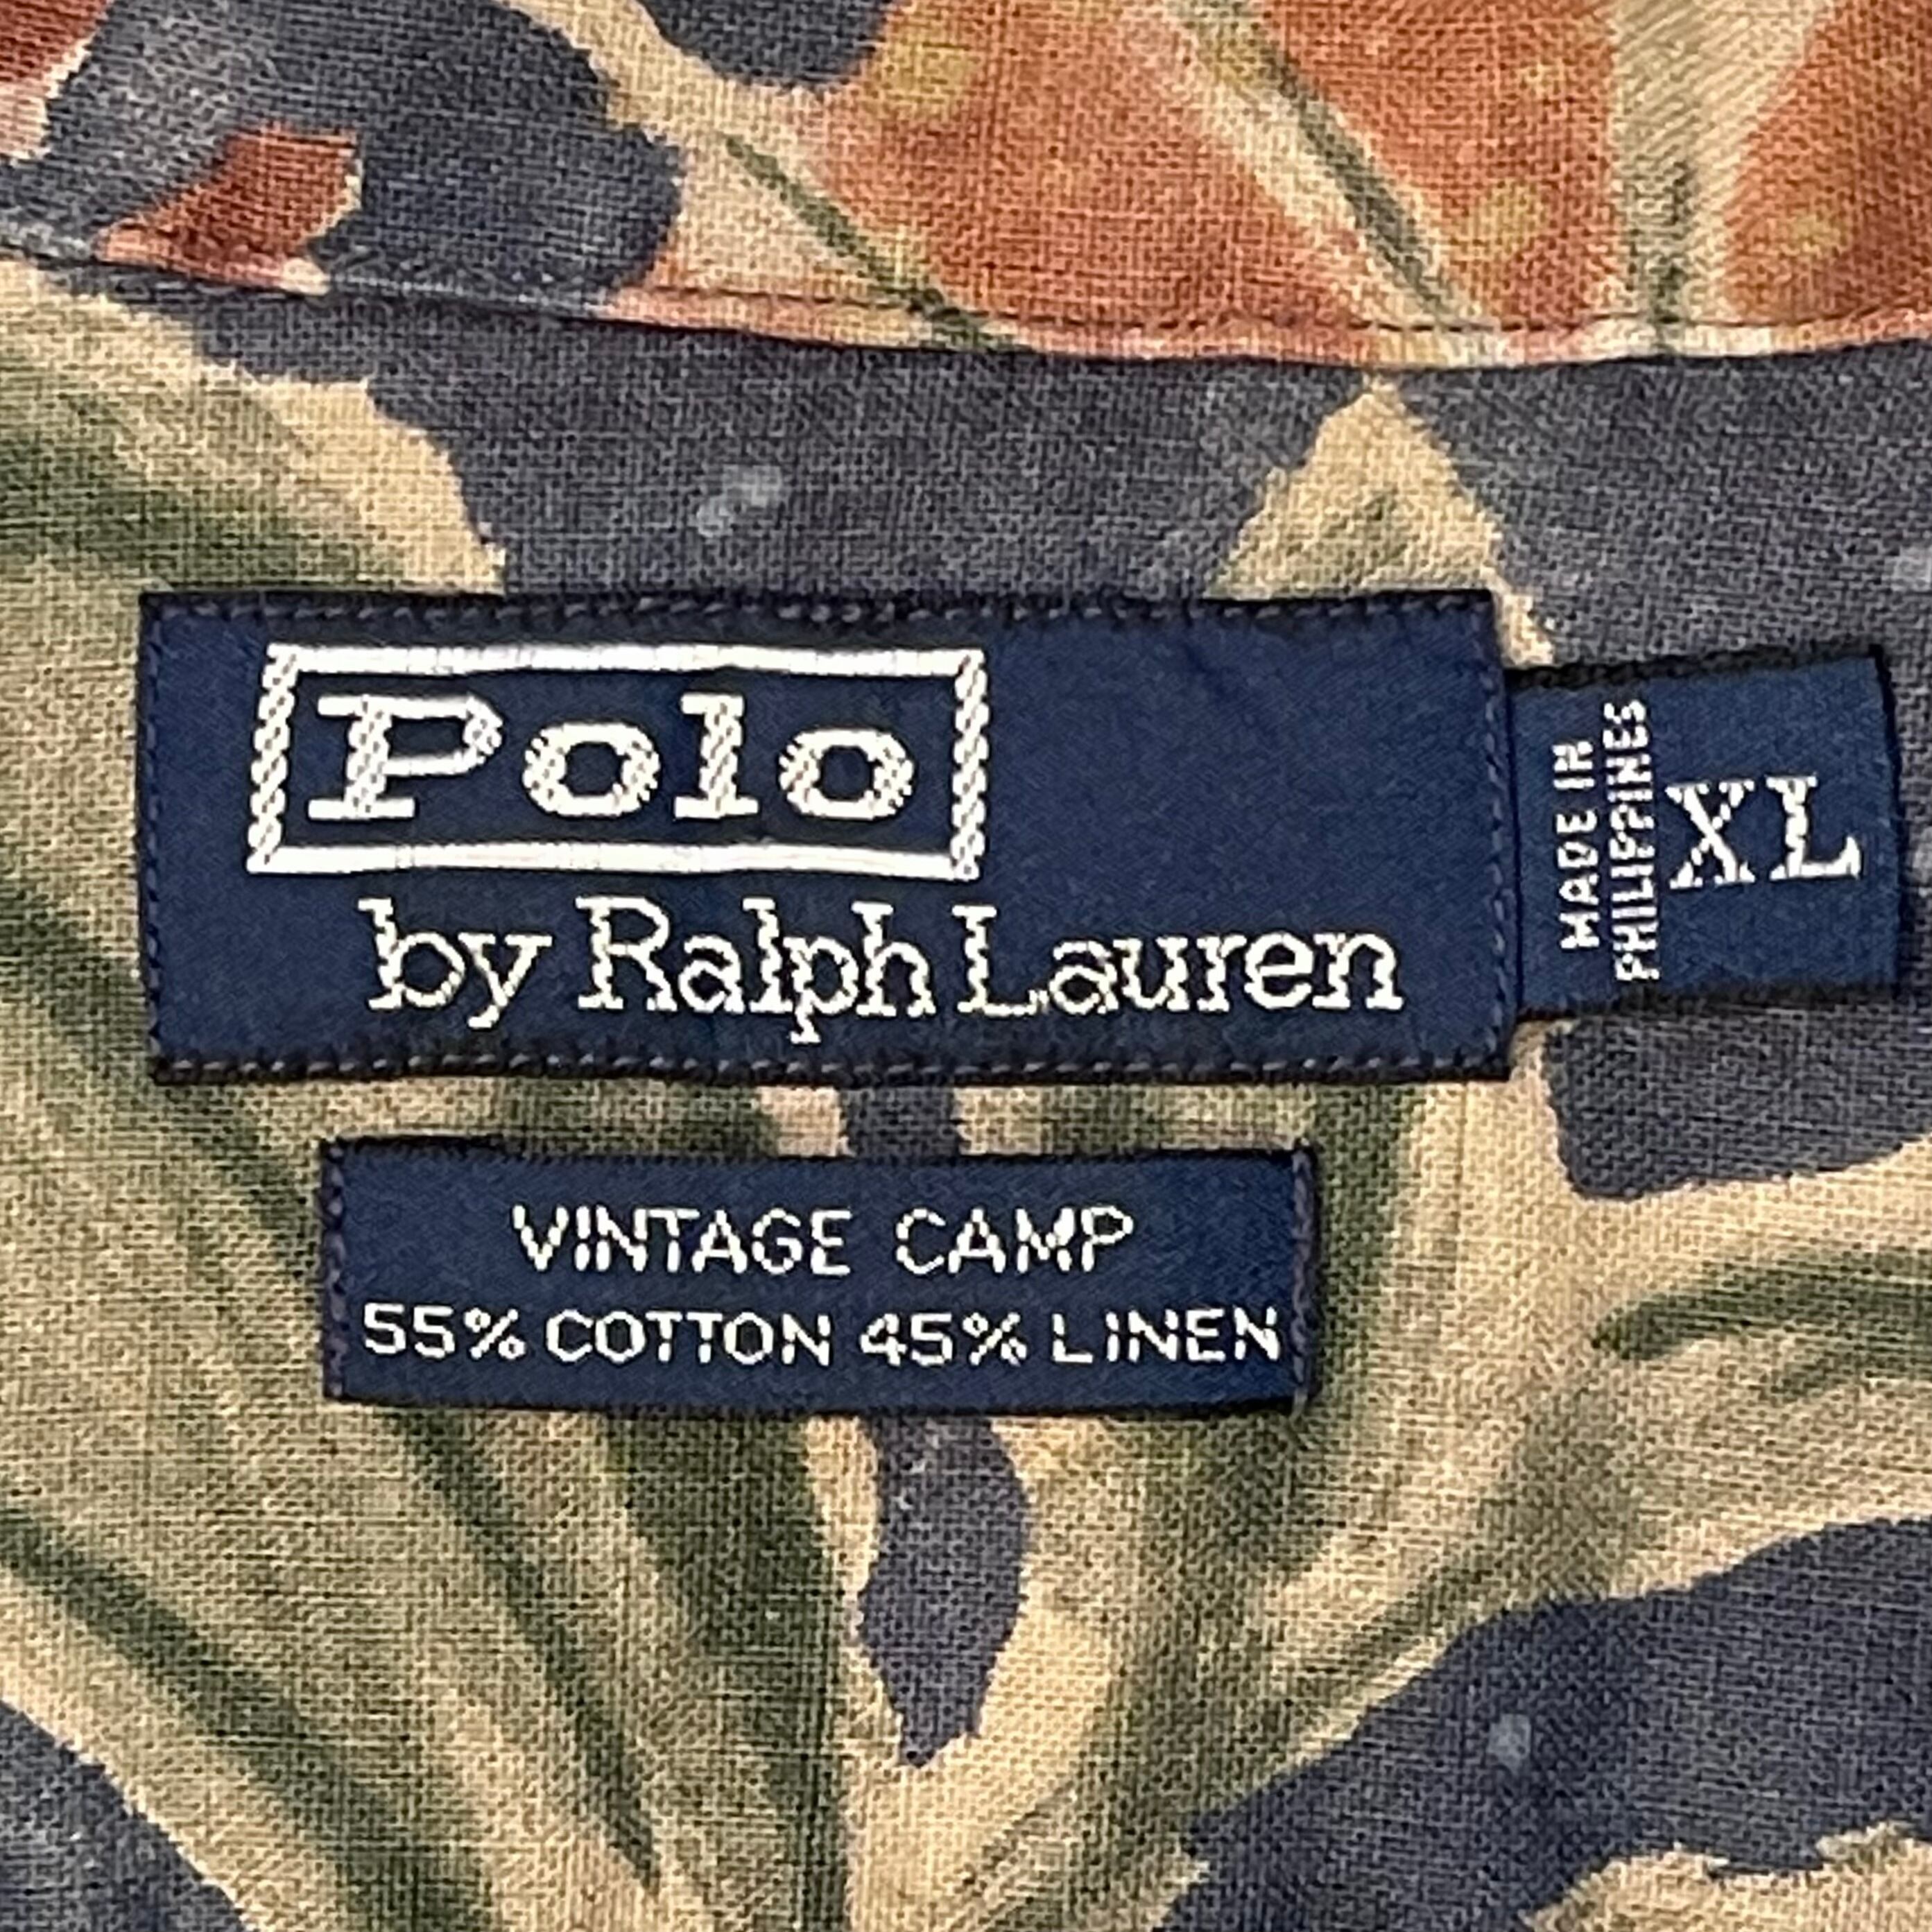 Polo
by Ralph Lauren
MADE IN
PHILIPPINES
XL
VINTAGE CAMP
55% COTTON 45% LINEN